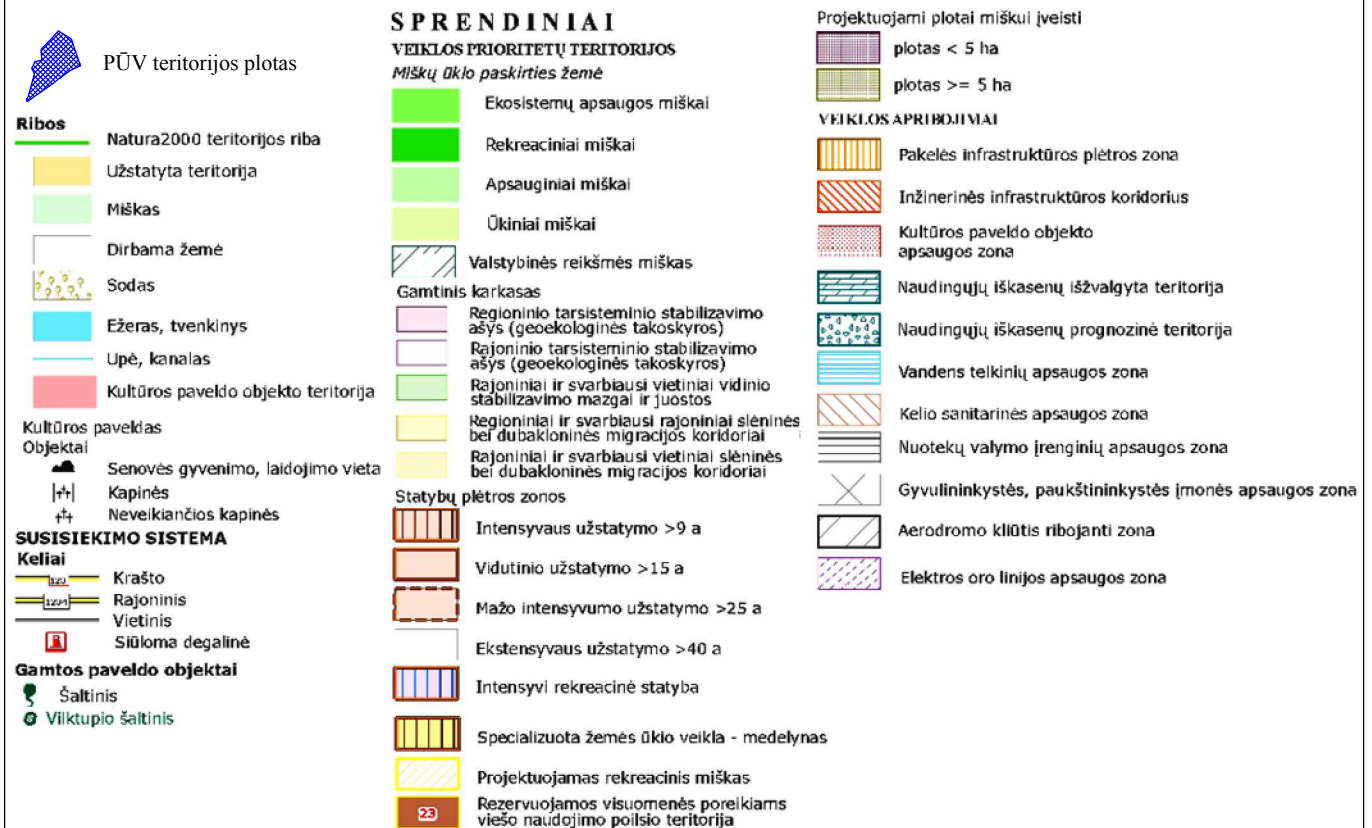 PŪV teritorijos plotas
Ribos
Natura2000 teritorijos riba
Užstatyta teritorija
Miškas
Dirbama žemė
Sodas
Ežeras, tvenkinys
Upė, kanalas
Kultūros paveldo objekto teritorija
Kultūros paveldas
Objektai
Senovės gyvenimo, laidojimo vieta
Kapinės
Neveikiančios kapinės
SUSISIEKIMO SISTEMA
Keliai
123 Krašto
1234 Rajoninis
Vietinis
Siūloma degalinė
Gamtos paveldo objektai
Šaltinis
Vilktupio šaltinis
SPRENDINIAI
VEIKLOS PRIORITETŲ TERITORIJOS
Miškų ūkio paskirties žemė
Ekosistemų apsaugos miškai
Rekreaciniai miškai
Apsauginiai miškai
Ūkiniai miškai
Valstybinės reikšmės miškas
Gamtinis karkasas
Regioninio tarsisteminio stabilizavimo
ašys (geoekologinės takoskyros)
Rajoninio tarsisteminio stabilizavimo
ašys (geoekologinės takoskyros)
Rajoniniai ir svarbiausi vietiniai vidinio
stabilizavimo mazgai ir juostos
Regioniniai ir svarbiausi rajoniniai slėninės
bei dubakloninės migracijos koridoriai
Rajoniniai ir svarbiausi vietiniai slėninės
bei dubakloninės migracijos koridoriai
Statybų plėtros zonos
Intensyvaus užstatymo >9 a
Vidutinio užstatymo >15 a
Mažo intensyvumo užstatymo >25 a
Ekstensyvaus užstatymo >40 a
Intensyvi rekreacinė statyba
Specializuota žemės ūkio veikla - medelynas
Projektuojamas rekreacinis miškas
23 Rezervuojamos visuomenės poreikiams
viešo naudojimo poilsio teritorija
Projektuojami plotai miškui įveisti
plotas < 5 ha
plotas >= 5 ha
VEIKLOS APRIBOJIMAI
Pakelės infrastruktūros plėtros zona
Inžinerinės infrastruktūros koridorius
Kultūros paveldo objekto
apsaugos zona
Naudingųjų iškasenų išžvalgyta teritorija
Naudingųjų iškasenų prognozinė teritorija
Vandens telkinių apsaugos zona
Kelio sanitarinės apsaugos zona
Nuotekų valymo įrenginių apsaugos zona
Gyvulininkystės, paukštininkystės įmonės apsaugos zona
Aerodromo kliūtis ribojanti zona
Elektros oro linijos apsaugos zona